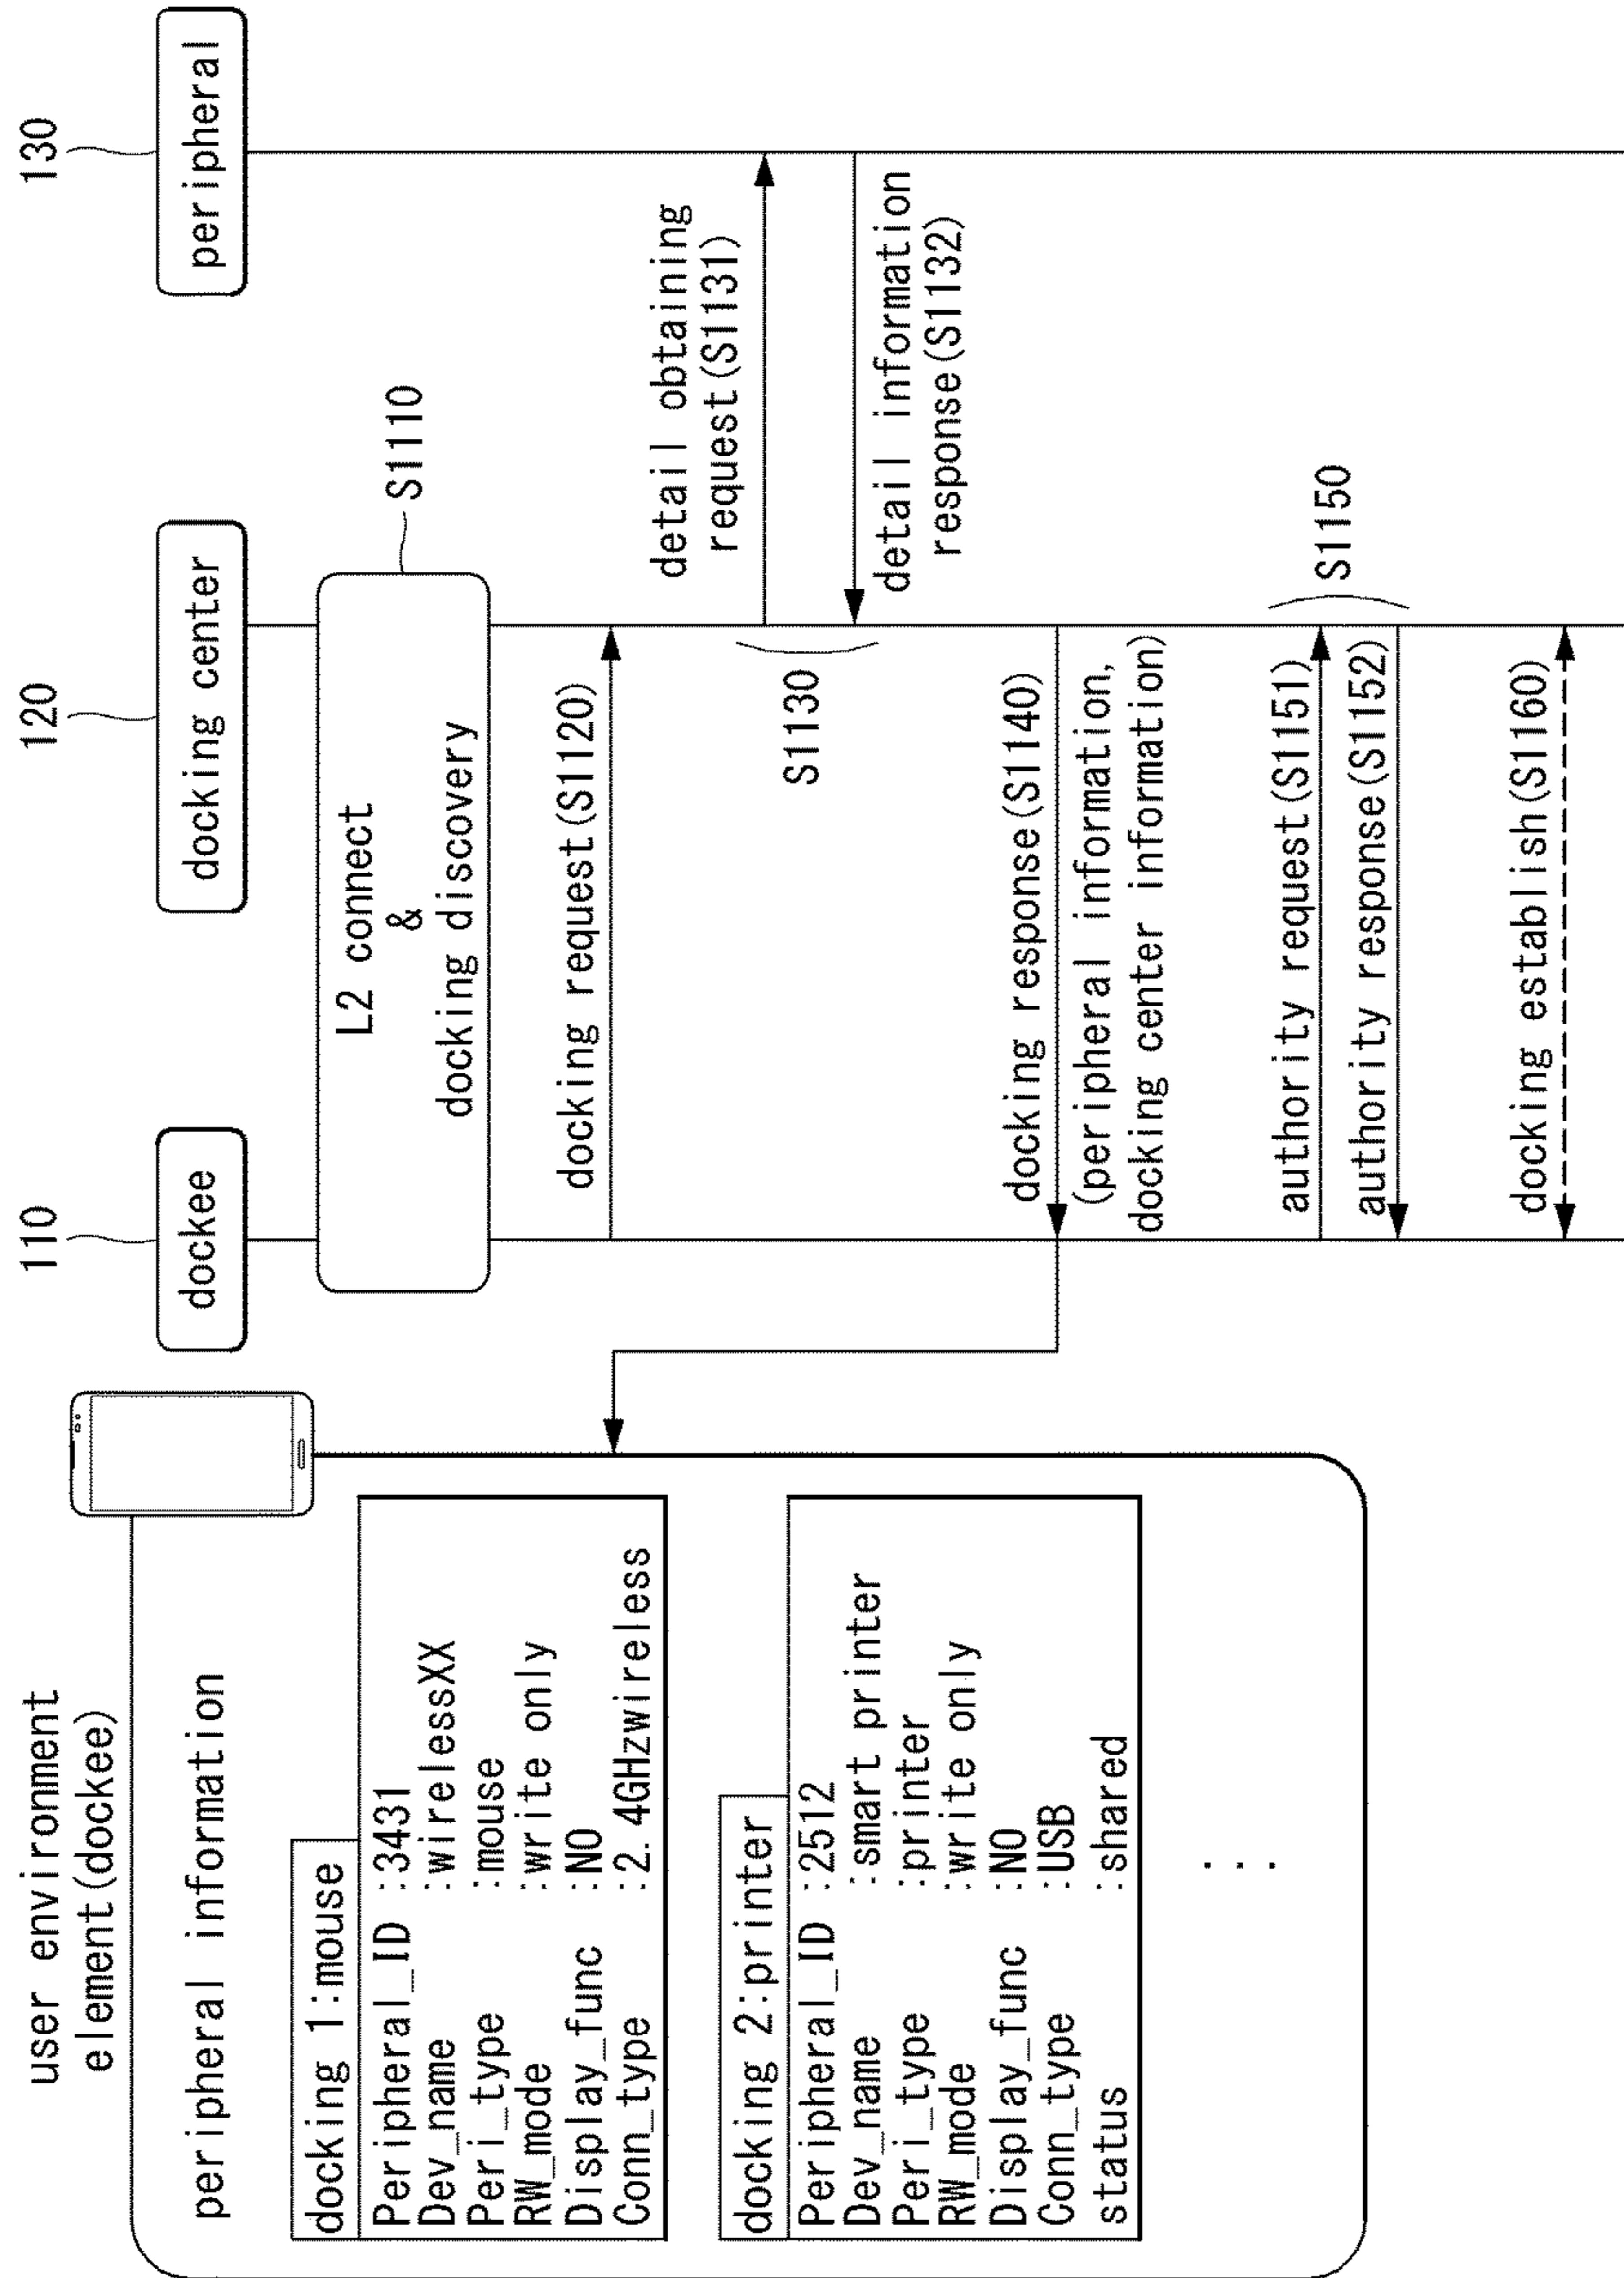 user environment
element(dockee)
peripheral information
docking 1:mouse
Peripheral_ID :3431
Dev_name :wirelessXX
Peri_type :mouse
RW_mode :write only
Display_func :NO
Conn_type :2.4GHzwireless
docking 2:printer
Peripheral_ID :2512
Dev_name :smart printer
Peri_type :printer
RW_mode :write only
Display_func :NO
Conn_type :USB
status :shared
...
110
dockee
120
docking center
130
peripheral
L2 connect
&
docking discovery
S1110
docking request(S1120)
detail obtaining
request(S1131)
S1130
detail information
response(S1132)
docking response(S1140)
(peripheral information,
docking center information)
authority request(S1151)
authority response(S1152)
S1150
docking establish(S1160)